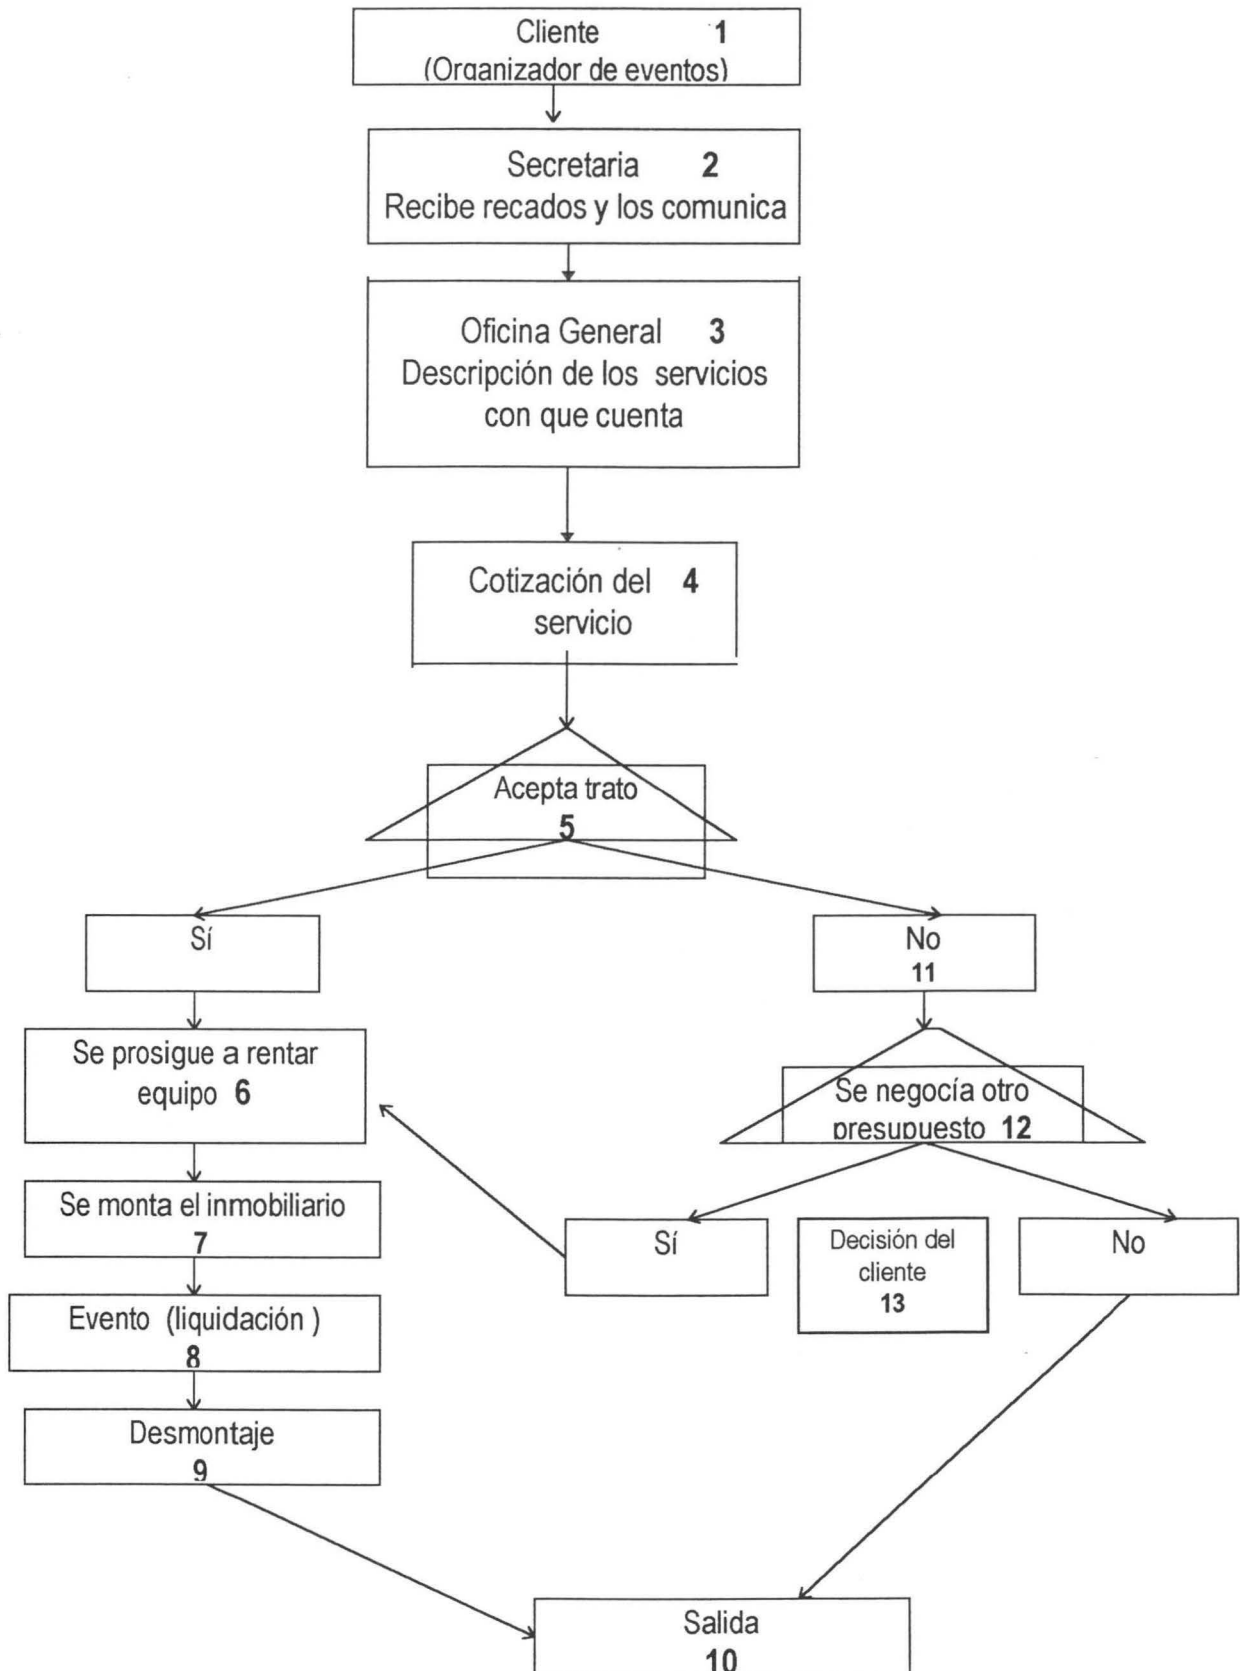 Cliente 1
(Organizador de eventos)
Secretaria 2
Recibe recados y los comunica
Oficina General 3
Descripción de los servicios
con que cuenta
Cotización del 4
servicio
Acepta trato
5
Sí
No
11
Se prosigue a rentar
equipo 6
Se negocía otro
presupuesto 12
Se monta el inmobiliario
7
Sí
Decisión del
cliente
13
No
Evento (liquidación )
8
Desmontaje
9
Salida
10